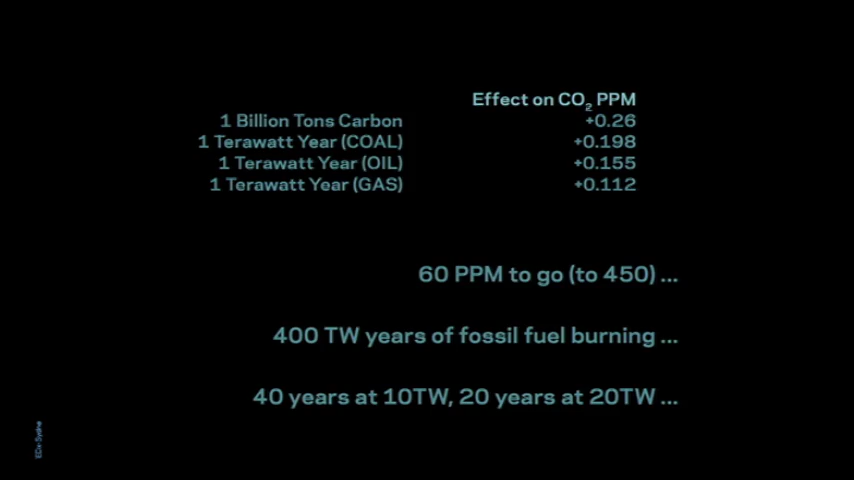 Effect on CO₂ PPM
1 Billion Tons Carbon +0.26
1 Terawatt Year (COAL) +0.198
1 Terawatt Year (OIL) +0.155
1 Terawatt Year (GAS) +0.112
60 PPM to go (to 450) ...
400 TW years of fossil fuel burning ...
40 years at 10TW, 20 years at 20TW ...